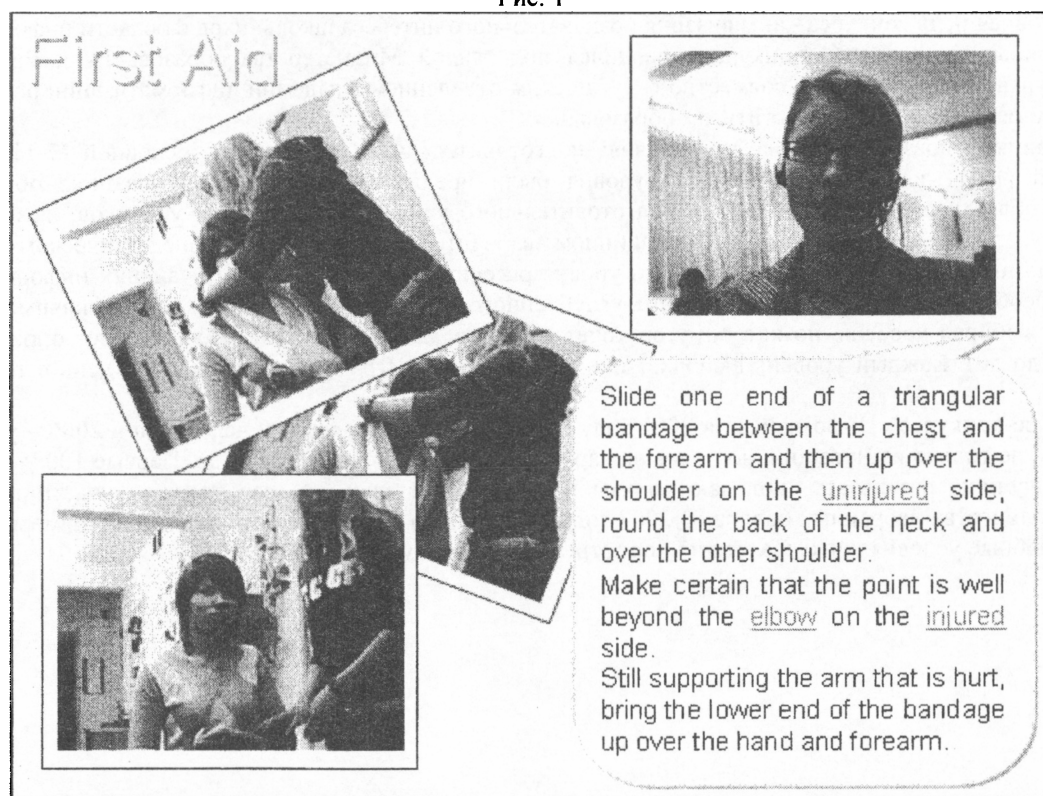 Рис.
First Aid
Slide one end of a triangular
bandage between the chest and
the forearm and then up over the
shoulder on the uninjured side,
round the back of the neck and
over the other shoulder.
Make certain that the point is well
beyond the elbow on the injured
side.
Still supporting the arm that is hurt,
bring the lower end of the bandage
up over the hand and forearm.